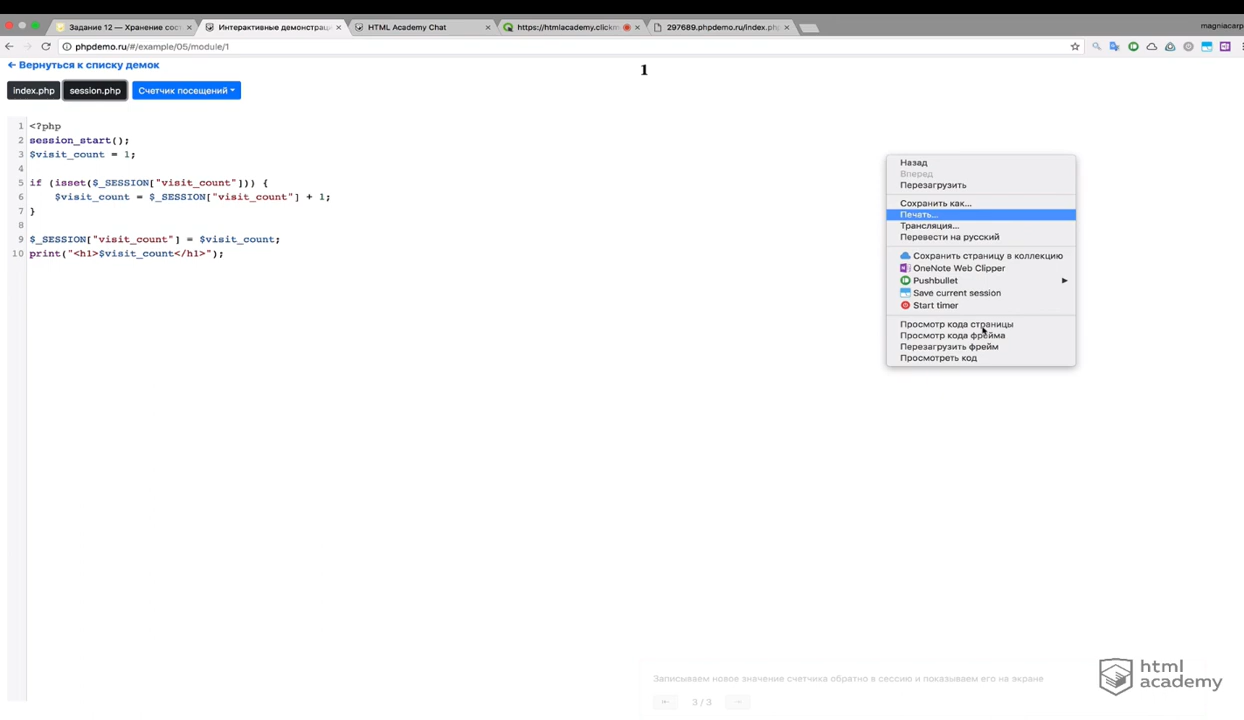 Задание 12 — Хранение сост
Интерактивные демонстрац
HTML Academy Chat
https://htmlacademy.clickm
297689.phpdemo.ru/index.ph
magniacarp
phpdemo.ru/#/example/05/module/1
← Вернуться к списку демок
1
index.php
session.php
Счетчик посещений
1 <?php
2 session_start();
3 $visit_count = 1;
4
5 if (isset($_SESSION["visit_count"])) {
6 $visit_count = $_SESSION["visit_count"] + 1;
7 }
8
9 $_SESSION["visit_count"] = $visit_count;
10 print("<h1>$visit_count</h1>");
Назад
Вперед
Перезагрузить
Сохранить как...
Печать...
Трансляция...
Перевести на русский
Сохранить страницу в коллекцию
OneNote Web Clipper
Pushbullet
Save current session
Start timer
Просмотр кода страницы
Просмотр кода фрейма
Перезагрузить фрейм
Просмотреть код
Записываем новое значение счетчика обратно в сессию и показываем его на экране
3 / 3
html
academy